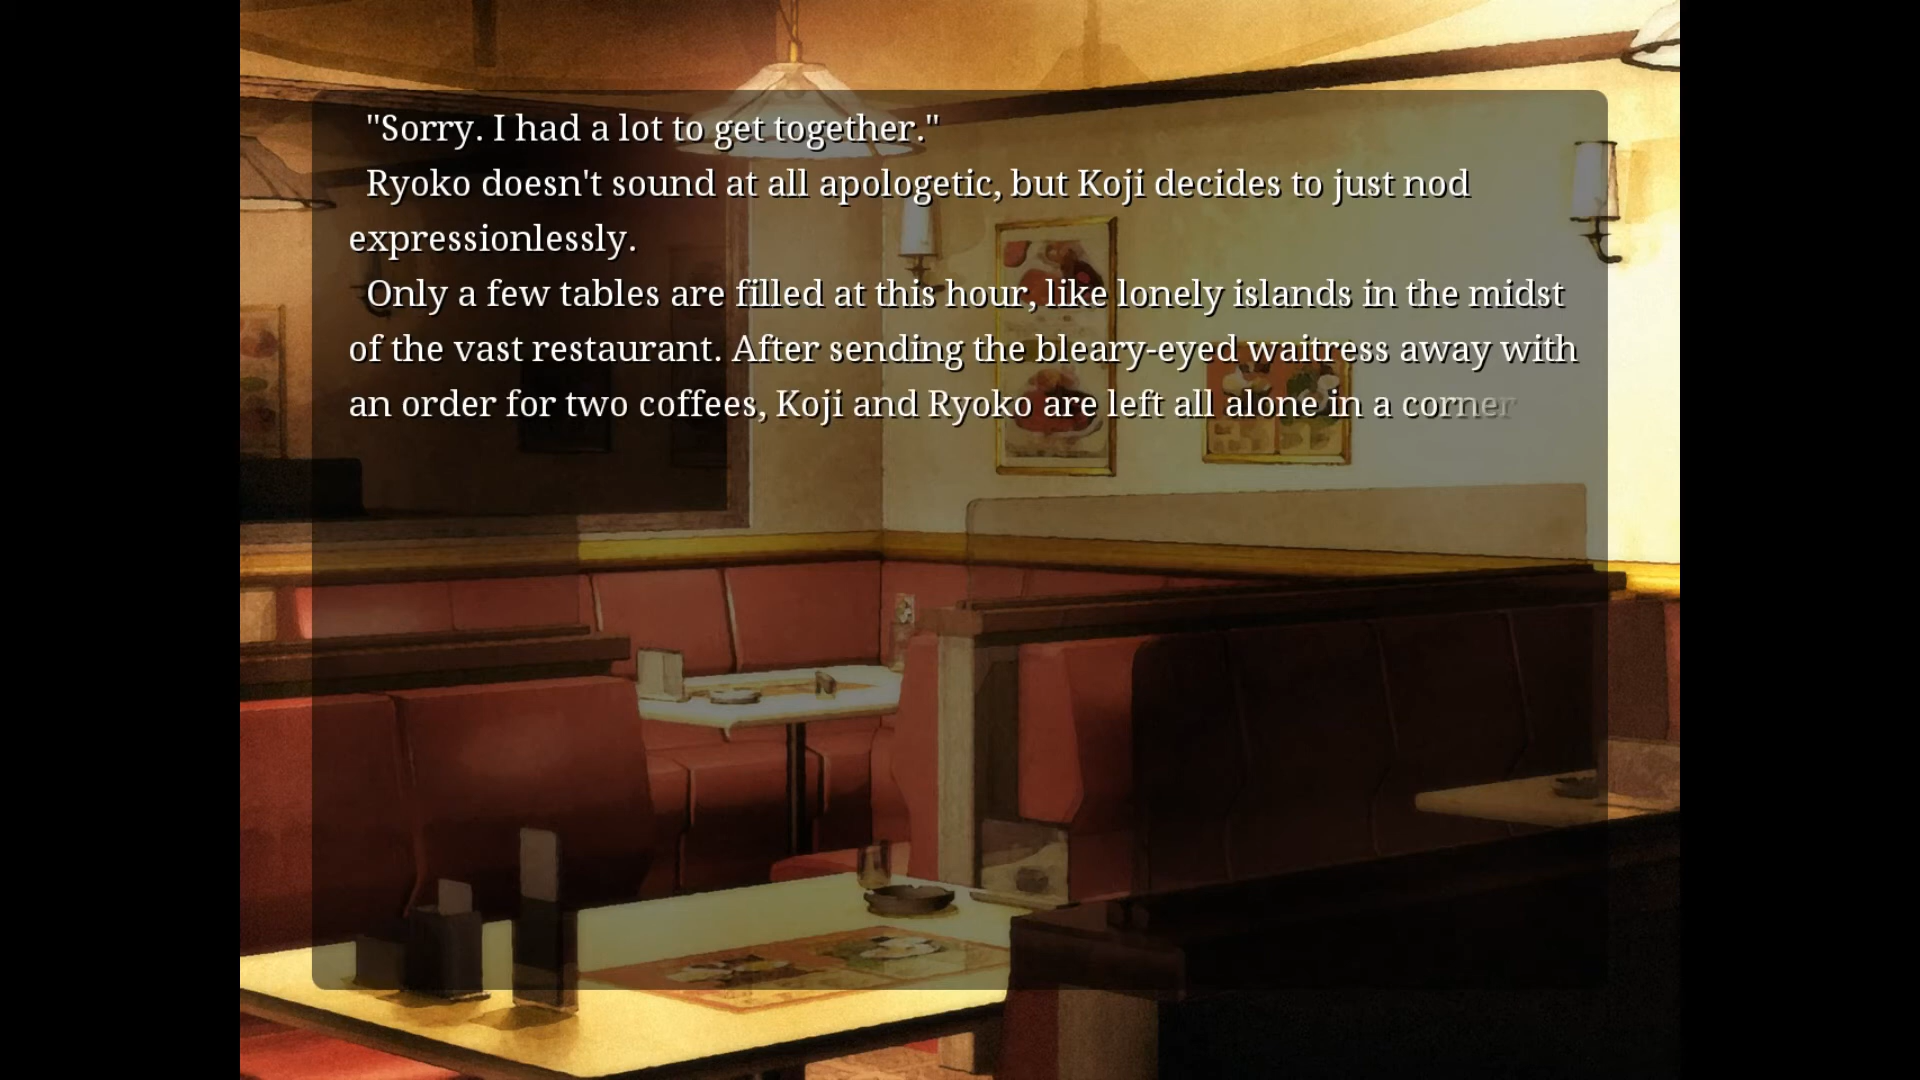 "Sorry. I had a lot to get together."
Ryoko doesn't sound at all apologetic, but Koji decides to just nod
expressionlessly.
Only a few tables are filled at this hour, like lonely islands in the midst
of the vast restaurant. After sending the bleary-eyed waitress away with
an order for two coffees, Koji and Ryoko are left all alone in a corner